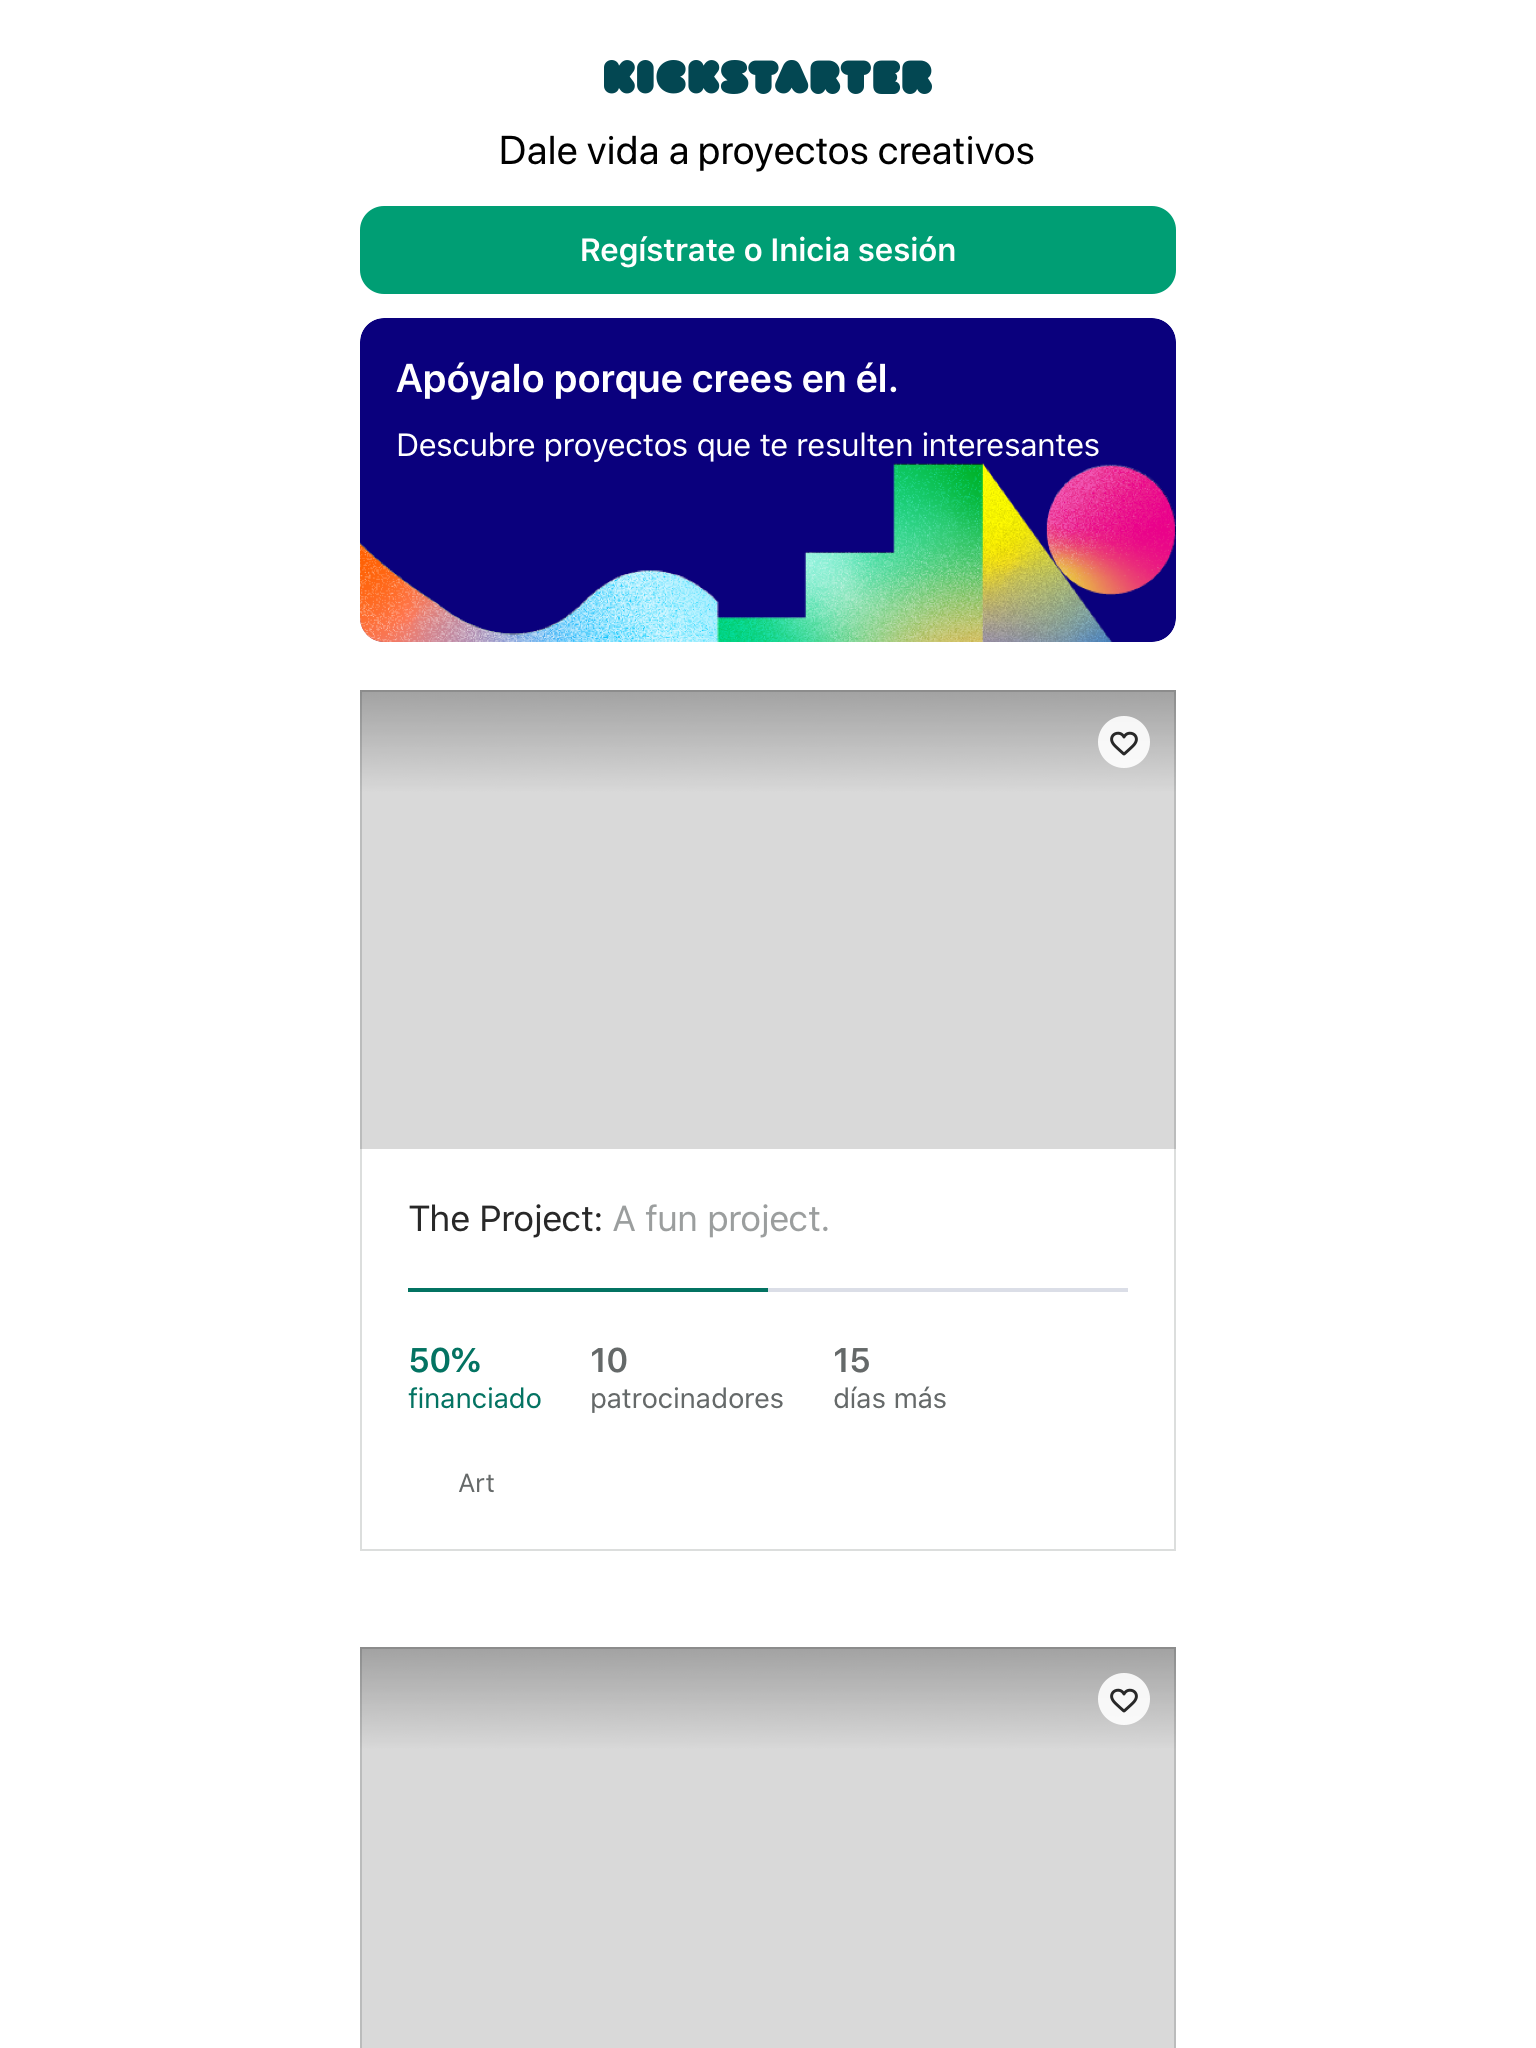 KICKSTARTER
Dale vida a proyectos creativos
Regístrate o Inicia sesión
Apóyalo porque crees en él.
Descubre proyectos que te resulten interesantes
The Project: A fun project.
50% 10 15
financiado patrocinadores días más
Art